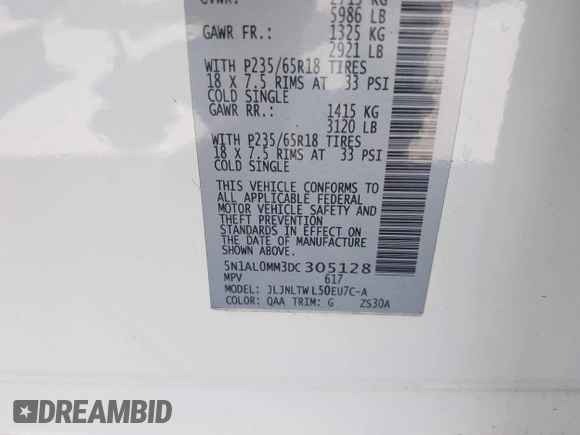 GVWR: 2715 KG
5986 LB
GAWR FR.: 1325 KG
2921 LB
WITH P235/65R18 TIRES
18 X 7.5 RIMS AT 33 PSI
COLD SINGLE
GAWR RR.: 1415 KG
3120 LB
WITH P235/65R18 TIRES
18 X 7.5 RIMS AT 33 PSI
COLD SINGLE
THIS VEHICLE CONFORMS TO
ALL APPLICABLE FEDERAL
MOTOR VEHICLE SAFETY AND
THEFT PREVENTION
STANDARDS IN EFFECT ON
THE DATE OF MANUFACTURE.
5N1AL0MM3DC305128
MPV 617
MODEL: JLJNLTWL50EU7C-A
COLOR: QAA TRIM: G ZS30A
DREAMBID